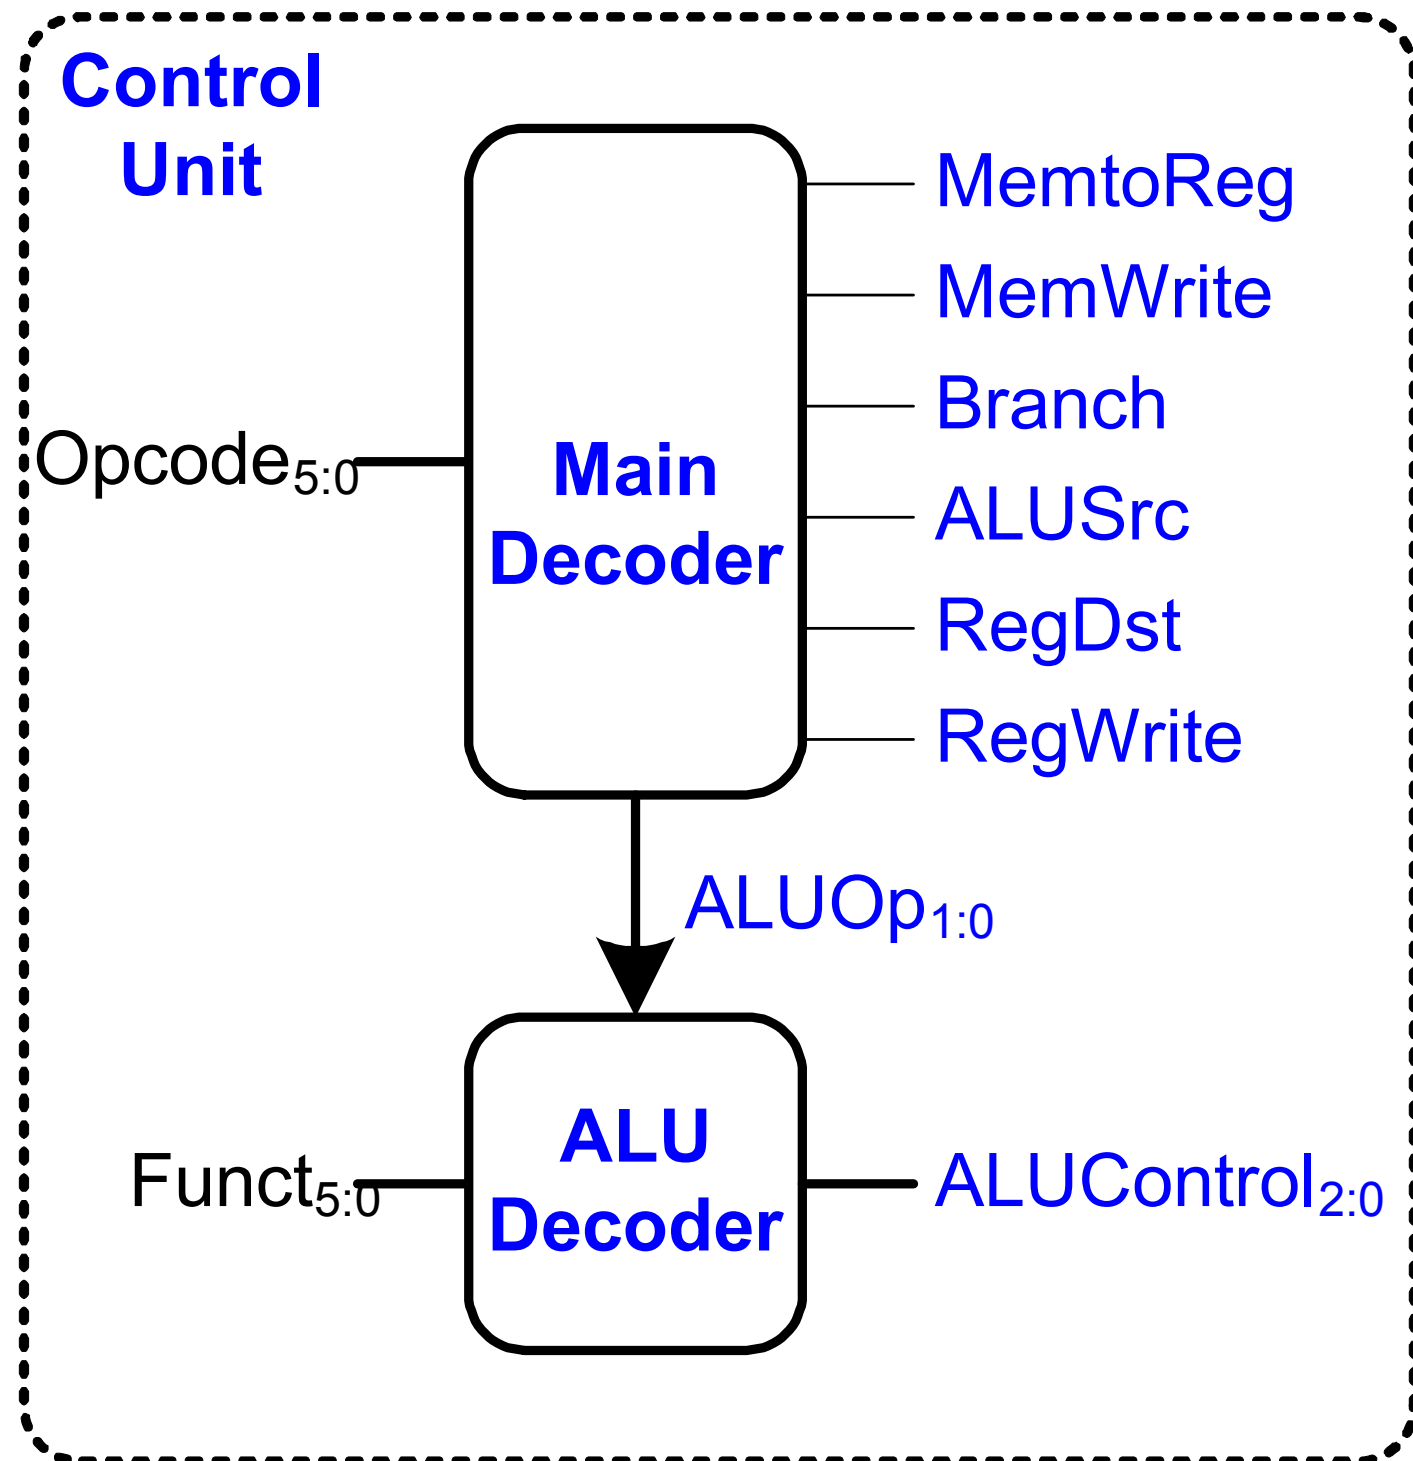 Control
Unit
MemtoReg
MemWrite
Branch
Opcode5:0
Main
Decoder
ALUSrc
RegDst
RegWrite
ALUOp1:0
ALU
Decoder
Funct5:0
ALUControl2:0